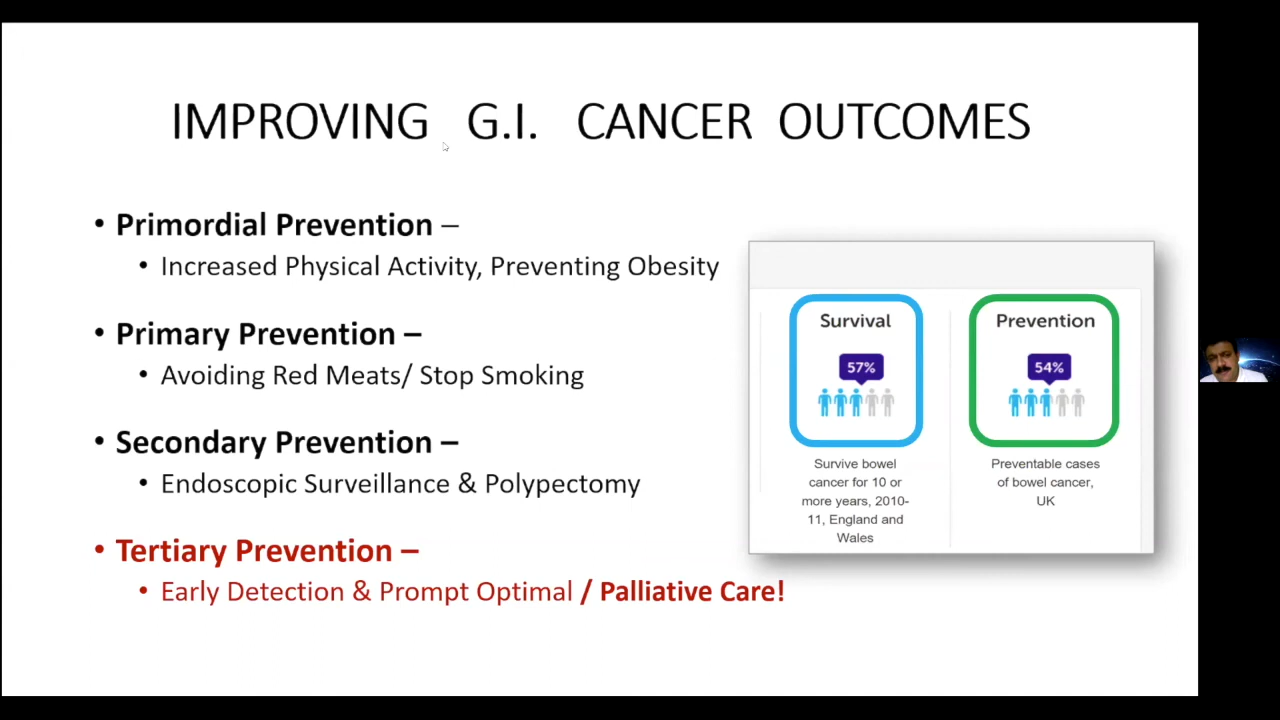 IMPROVING G.I. CANCER OUTCOMES
• Primordial Prevention –
• Increased Physical Activity, Preventing Obesity
• Primary Prevention –
• Avoiding Red Meats/ Stop Smoking
• Secondary Prevention –
• Endoscopic Surveillance & Polypectomy
• Tertiary Prevention –
• Early Detection & Prompt Optimal / Palliative Care!
Survival
57%
Survive bowel
cancer for 10 or
more years, 2010-
11, England and
Wales
Prevention
54%
Preventable cases
of bowel cancer,
UK